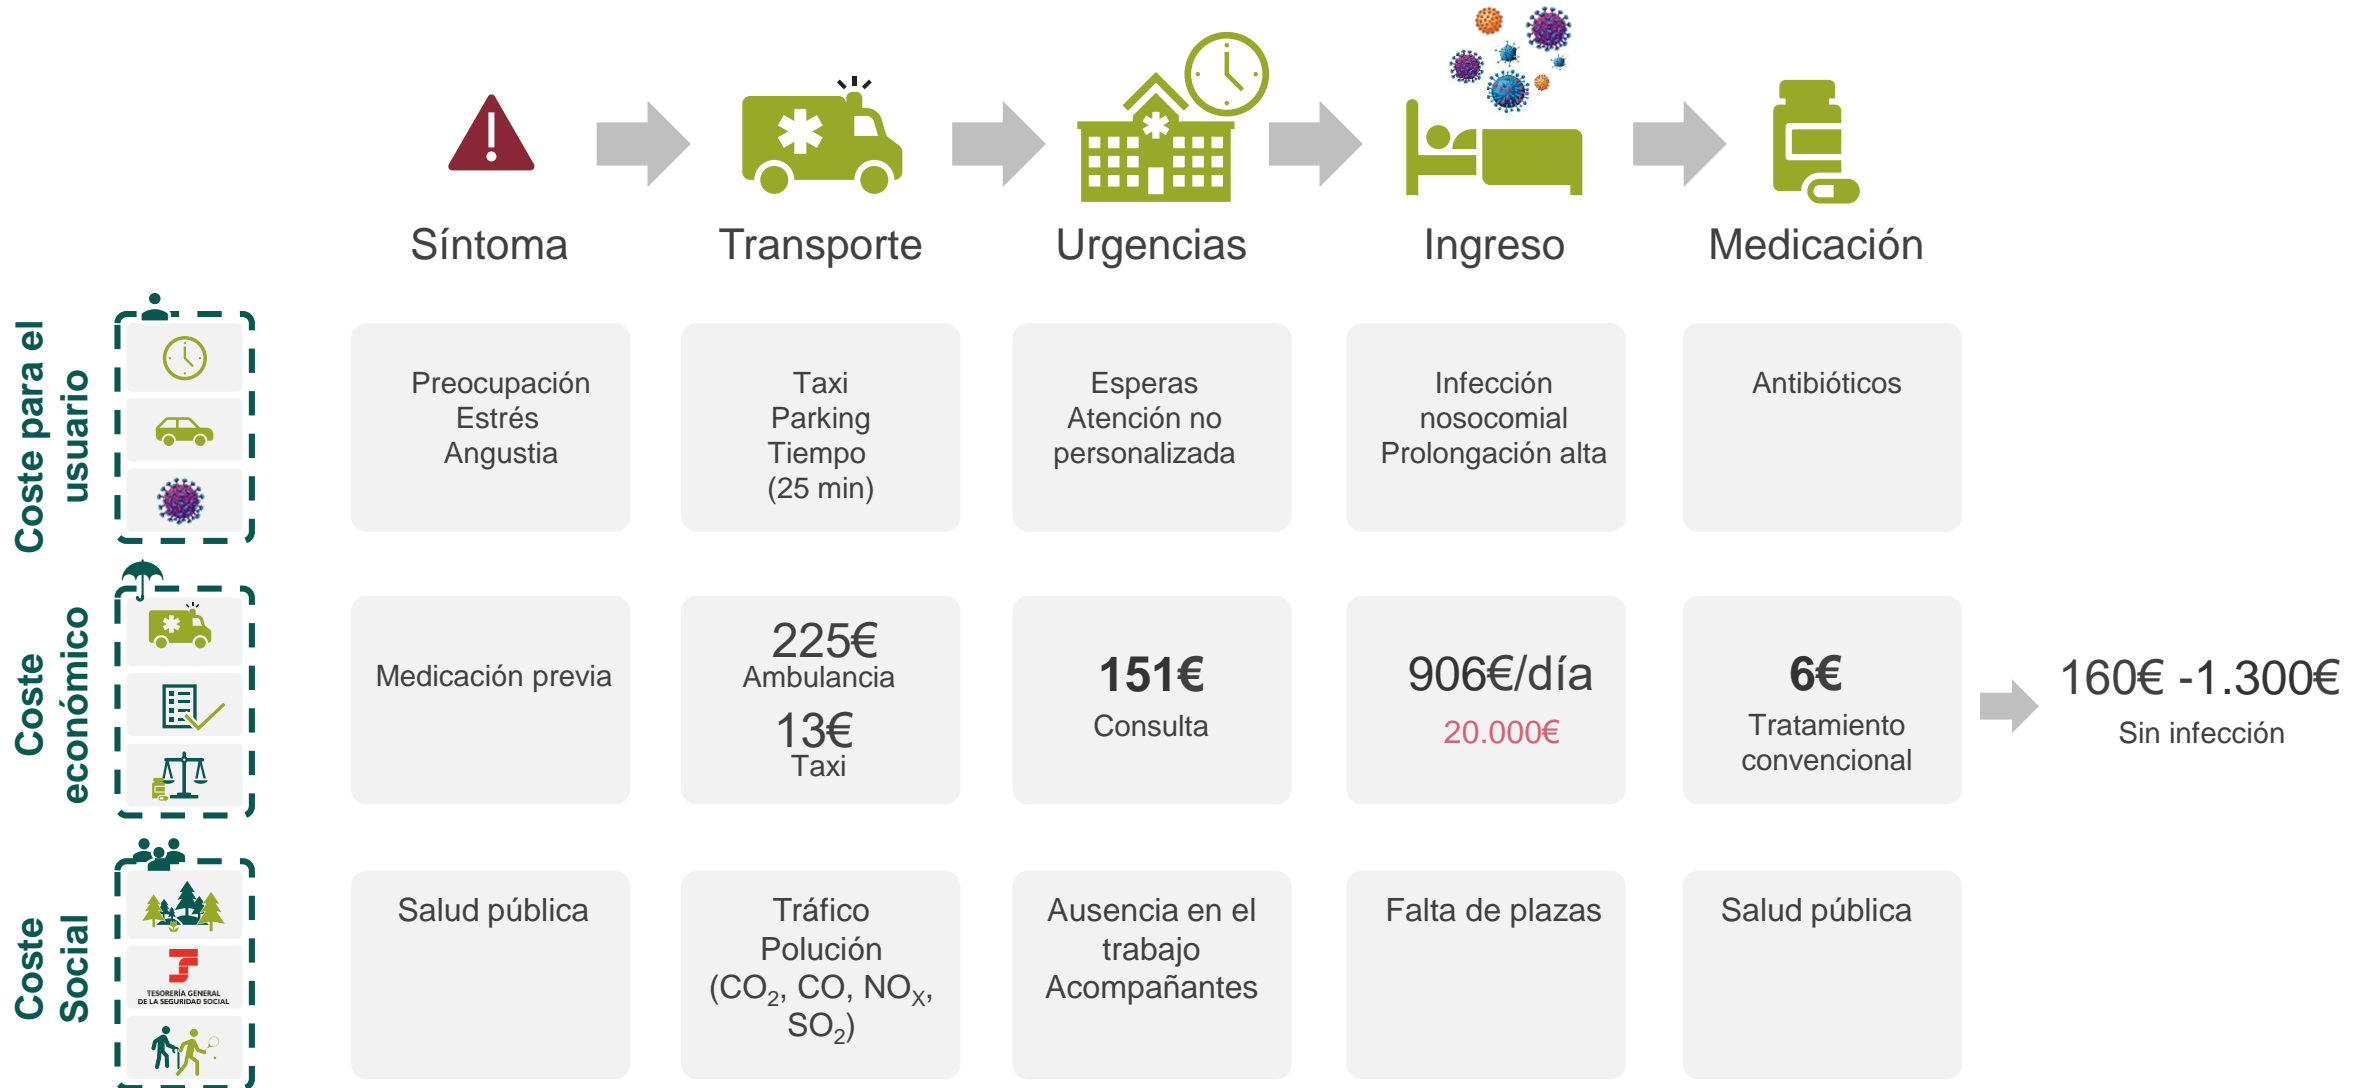 Síntoma
Transporte
Urgencias
Ingreso
Medicación
Coste para el
usuario
Preocupación
Estrés
Angustia
Taxi
Parking
Tiempo
(25 min)
Esperas
Atención no
personalizada
Infección
nosocomial
Prolongación alta
Antibióticos
Coste
económico
Medicación previa
225€
Ambulancia
13€
Taxi
151€
Consulta
906€/día
20.000€
6€
Tratamiento
convencional
160€ -1.300€
Sin infección
Coste
Social
TESORERÍA GENERAL
DE LA SEGURIDAD SOCIAL
Salud pública
Tráfico
Polución
(CO₂, CO, NOₓ,
SO₂)
Ausencia en el
trabajo
Acompañantes
Falta de plazas
Salud pública